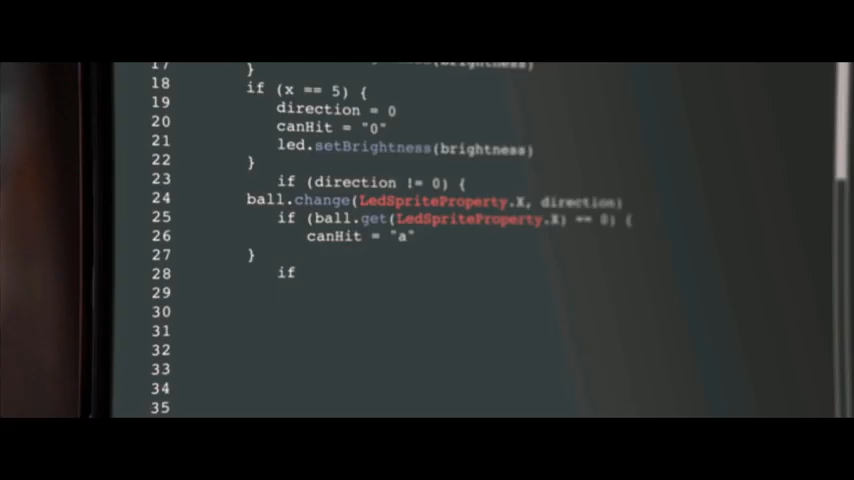 17 }
18 if (x == 5) {
19 direction = 0
20 canHit = "0"
21 led.setBrightness(brightness)
22 }
23 if (direction != 0) {
24 ball.change(LedSpriteProperty.X, direction)
25 if (ball.get(LedSpriteProperty.X) == 0) {
26 canHit = "a"
27 }
28 if
29
30
31
32
33
34
35